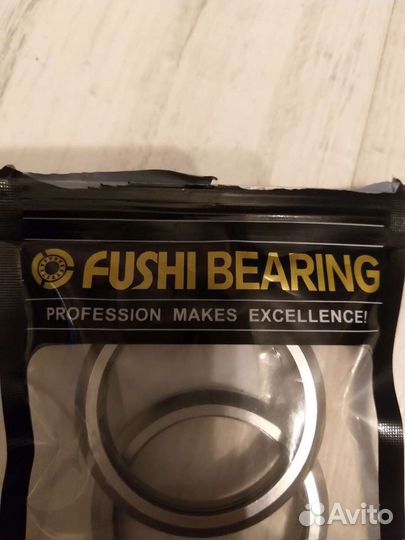 FUSHI BEARING
PROFESSION MAKES EXCELLENCE!
Avito